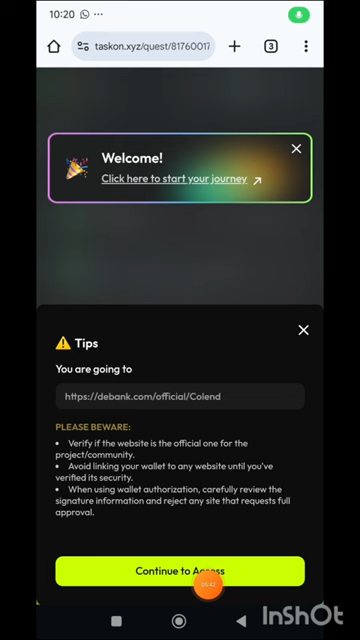 10:20
taskon.xyz/quest/8176001
3
Welcome!
Click here to start your journey
Tips
You are going to
https://debank.com/official/Colend
PLEASE BEWARE:
• Verify if the website is the official one for the
project/community.
• Avoid linking your wallet to any website until you've
verified its security.
• When using wallet authorization, carefully review the
signature information and reject any site that requests full
approval.
Continue to Access
InShOt